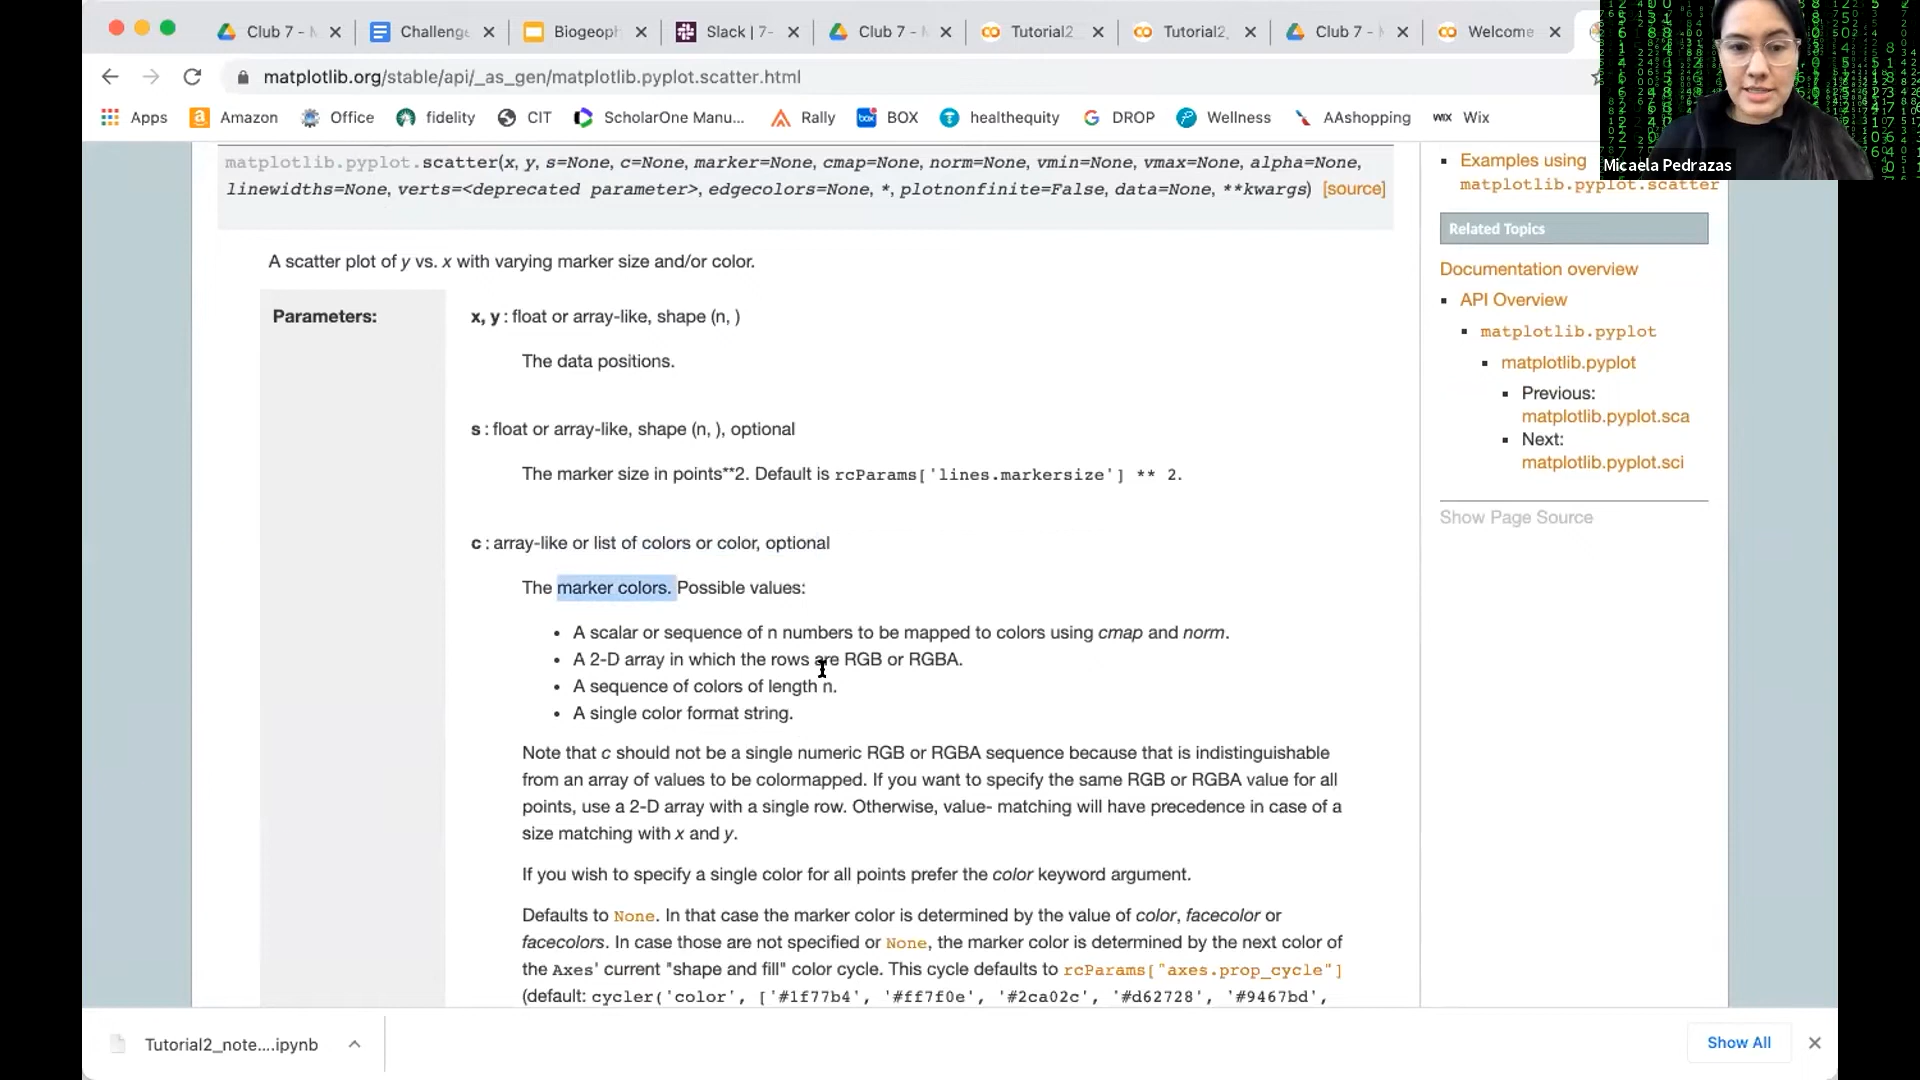 Club 7 - M
Challenge
Biogeoph
Slack | 7-
Club 7 - M
Tutorial2_
Tutorial2_
Club 7 - M
Welcome
matplotlib.org/stable/api/_as_gen/matplotlib.pyplot.scatter.html
Apps
Amazon
Office
fidelity
CIT
ScholarOne Manu...
Rally
BOX
healthequity
DROP
Wellness
AAshopping
Wix
Micaela Pedrazas
matplotlib.pyplot.scatter(x, y, s=None, c=None, marker=None, cmap=None, norm=None, vmin=None, vmax=None, alpha=None,
linewidths=None, verts=<deprecated parameter>, edgecolors=None, *, plotnonfinite=False, data=None, **kwargs) [source]
A scatter plot of y vs. x with varying marker size and/or color.
Parameters:
x, y : float or array-like, shape (n, )
The data positions.
s : float or array-like, shape (n, ), optional
The marker size in points**2. Default is rcParams['lines.markersize'] ** 2.
c : array-like or list of colors or color, optional
The marker colors. Possible values:
• A scalar or sequence of n numbers to be mapped to colors using cmap and norm.
• A 2-D array in which the rows are RGB or RGBA.
• A sequence of colors of length n.
• A single color format string.
Note that c should not be a single numeric RGB or RGBA sequence because that is indistinguishable
from an array of values to be colormapped. If you want to specify the same RGB or RGBA value for all
points, use a 2-D array with a single row. Otherwise, value- matching will have precedence in case of a
size matching with x and y.
If you wish to specify a single color for all points prefer the color keyword argument.
Defaults to None. In that case the marker color is determined by the value of color, facecolor or
facecolors. In case those are not specified or None, the marker color is determined by the next color of
the Axes' current "shape and fill" color cycle. This cycle defaults to rcParams["axes.prop_cycle"]
(default: cycler('color', ['#1f77b4', '#ff7f0e', '#2ca02c', '#d62728', '#9467bd',
Examples using
matplotlib.pyplot.scatter
Related Topics
Documentation overview
API Overview
matplotlib.pyplot
matplotlib.pyplot
Previous:
matplotlib.pyplot.sca
Next:
matplotlib.pyplot.sci
Show Page Source
Tutorial2_note....ipynb
Show All